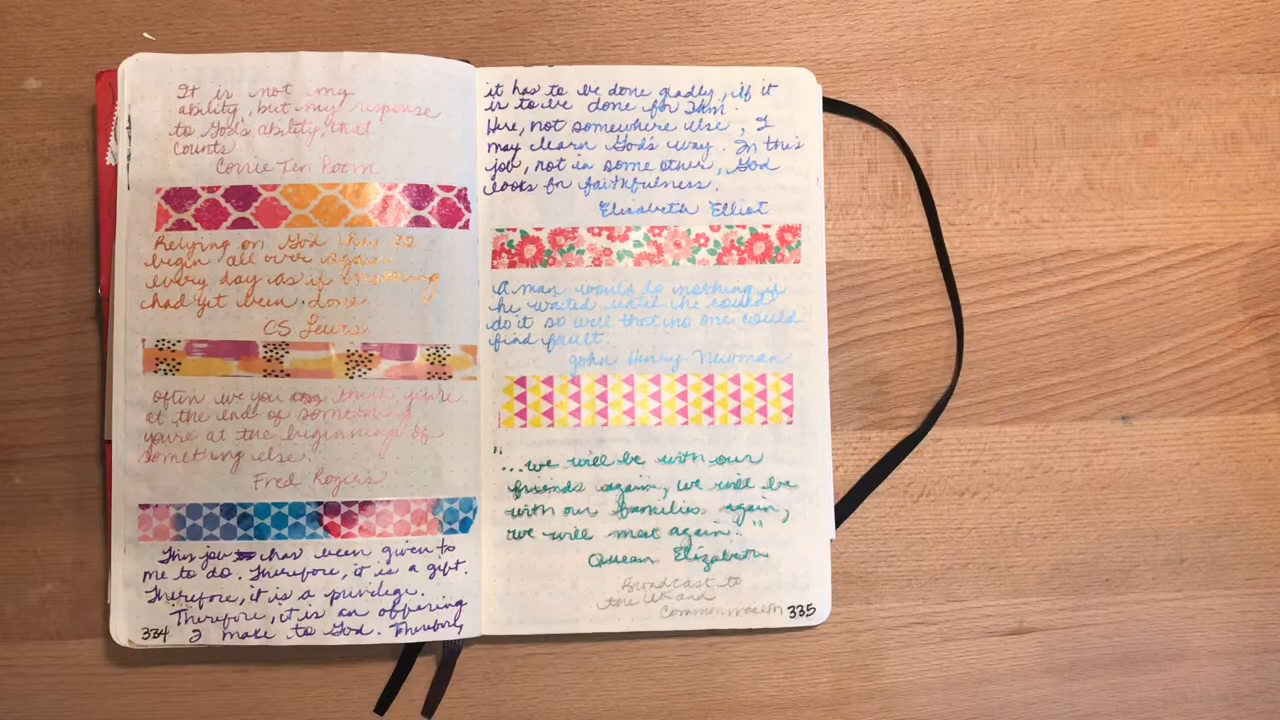 It is not my
ability, but my response
to God's ability, that
counts
Corrie Ten Boom
Relying on God has to
begin all over again
every day as if nothing
had yet been done.
CS Lewis
Often we you think you're
at the end of something
you're at the beginning of
something else.
Fred Rogers
This job has been given to
me to do. Therefore, it is a gift.
Therefore, it is a privilege.
Therefore, it is an offering
I make to God. Therefore,
334
it has to be done gladly, if it
is to be done for Him.
Here, not somewhere else, I
may learn God's way. In this
job, not in some other, God
looks for faithfulness.
Elisabeth Elliot
A man would do nothing if
he waited until he could
do it so well that no one could
find fault.
John Henry Newman
"...we will be with our
friends again, we will be
with our families again,
we will meet again."
Queen Elizabeth
Broadcast to
the UK and
Commonwealth
335